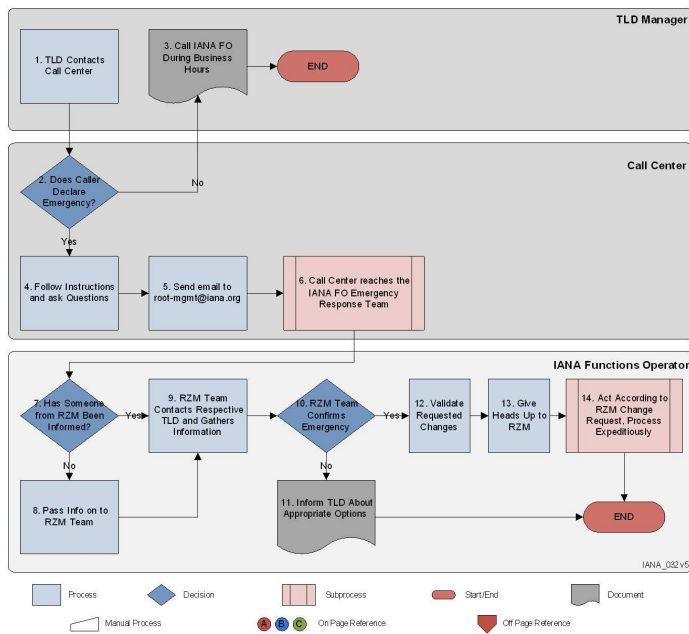 TLD Manager
1. TLD Contacts
Call Center
3. Call IANA FO
During Business
Hours
END
Call Center
2. Does Caller
Declare
Emergency?
No
Yes
4. Follow Instructions
and ask Questions
5. Send email to
root-mgmt@iana.org
6. Call Center reaches the
IANA FO Emergency
Response Team
IANA Functions Operator
7. Has Someone
from RZM Been
Informed?
Yes
9. RZM Team
Contacts Respective
TLD and Gathers
Information
10. RZM Team
Confirms
Emergency
Yes
12. Validate
Requested
Changes
13. Give
Heads Up to
RZM
14. Act According to
RZM Change
Request, Process
Expeditiously
No
No
8. Pass Info on to
RZM Team
11. Inform TLD About
Appropriate Options
END
IANA_032 v5
Process
Decision
Subprocess
Start/End
Document
Manual Process
A B C On Page Reference
Off Page Reference